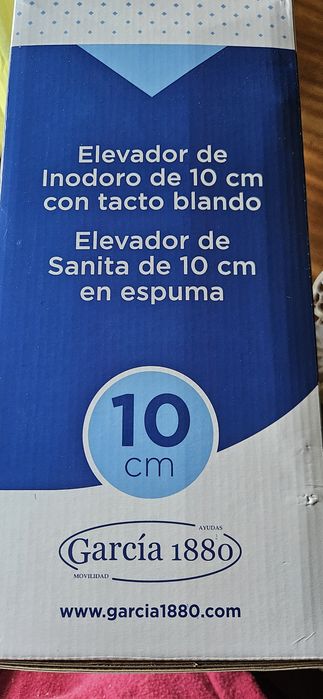 Elevador de
Inodoro de 10 cm
con tacto blando
Elevador de
Sanita de 10 cm
en espuma
10
cm
AYUDAS
García 1880
MOVILIDAD
www.garcia1880.com